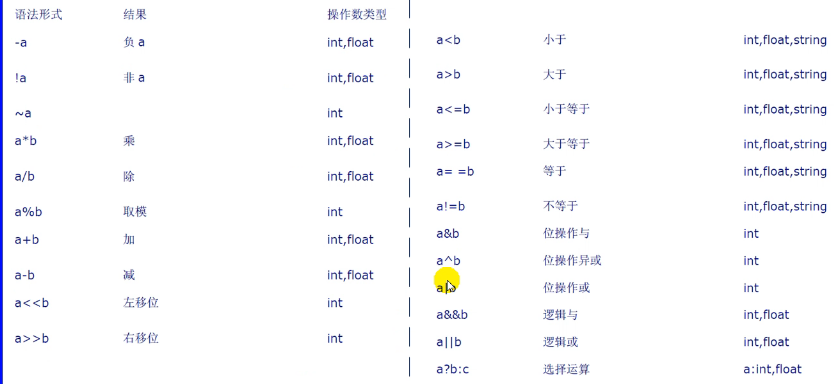 语法形式 结果 操作数类型
-a 负 a int,float
!a 非 a int,float
~a int
a*b 乘 int,float
a/b 除 int,float
a%b 取模 int
a+b 加 int,float
a-b 减 int,float
a<<b 左移位 int
a>>b 右移位 int
a<b 小于 int,float,string
a>b 大于 int,float,string
a<=b 小于等于 int,float,string
a>=b 大于等于 int,float,string
a= =b 等于 int,float,string
a!=b 不等于 int,float,string
a&b 位操作与 int
a^b 位操作异或 int
a|b 位操作或 int
a&&b 逻辑与 int,float
a||b 逻辑或 int,float
a?b:c 选择运算 a:int,float